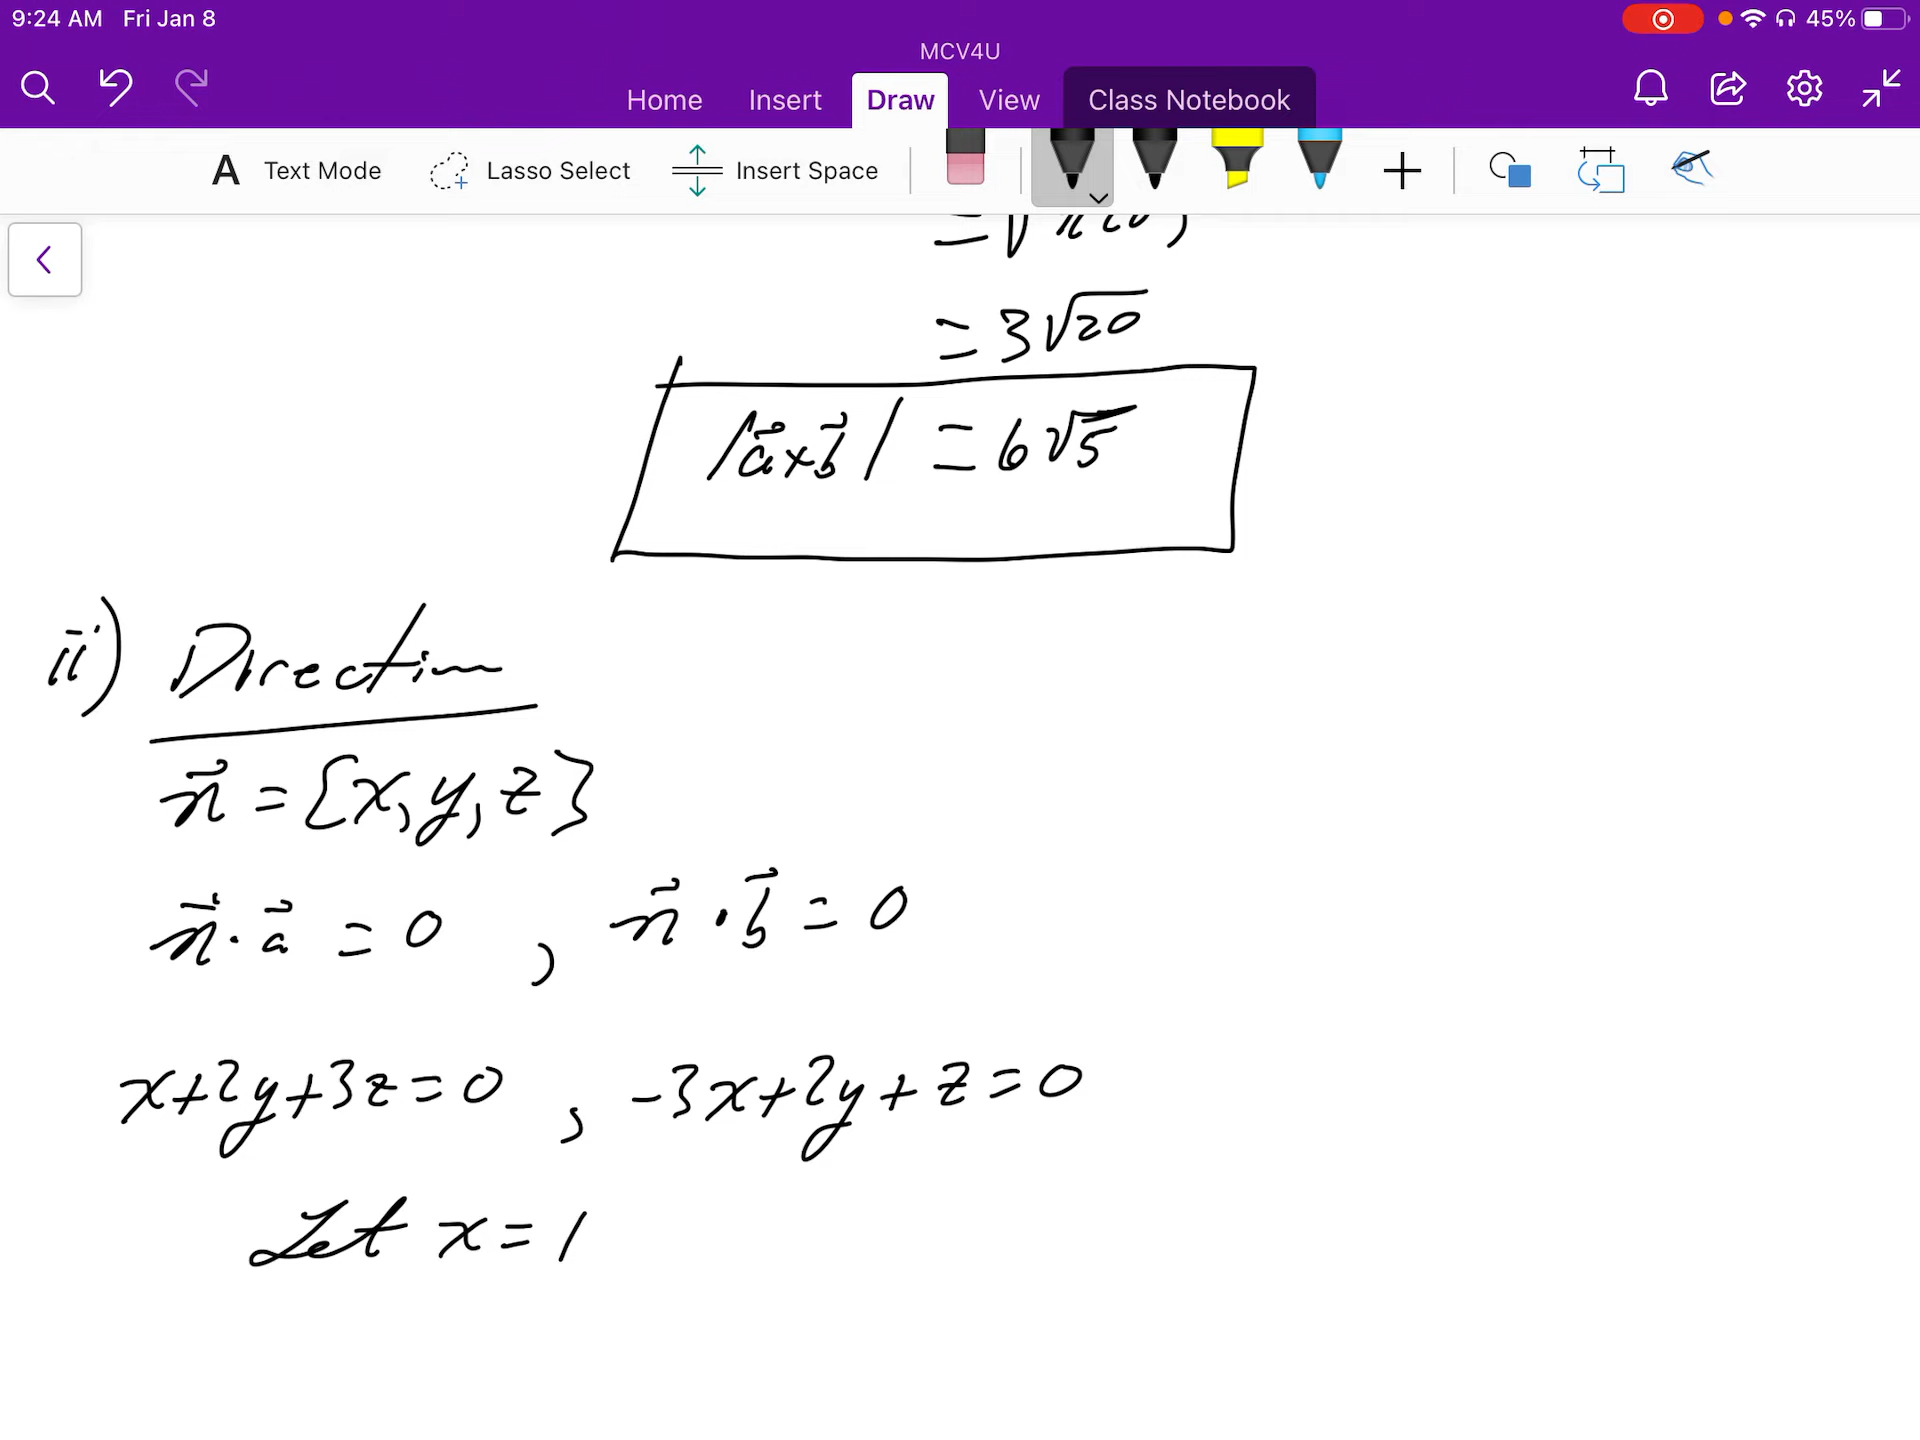 9:24 AM Fri Jan 8 45%
MCV4U
Home Insert Draw View Class Notebook
A Text Mode Lasso Select Insert Space
= 3√20
|a⃗×b⃗| = 6√5
ii) Direction
n⃗ = {x, y, z}
n⃗·a⃗ = 0 , n⃗·b⃗ = 0
x+2y+3z=0 , -3x+2y+z=0
Let x=1